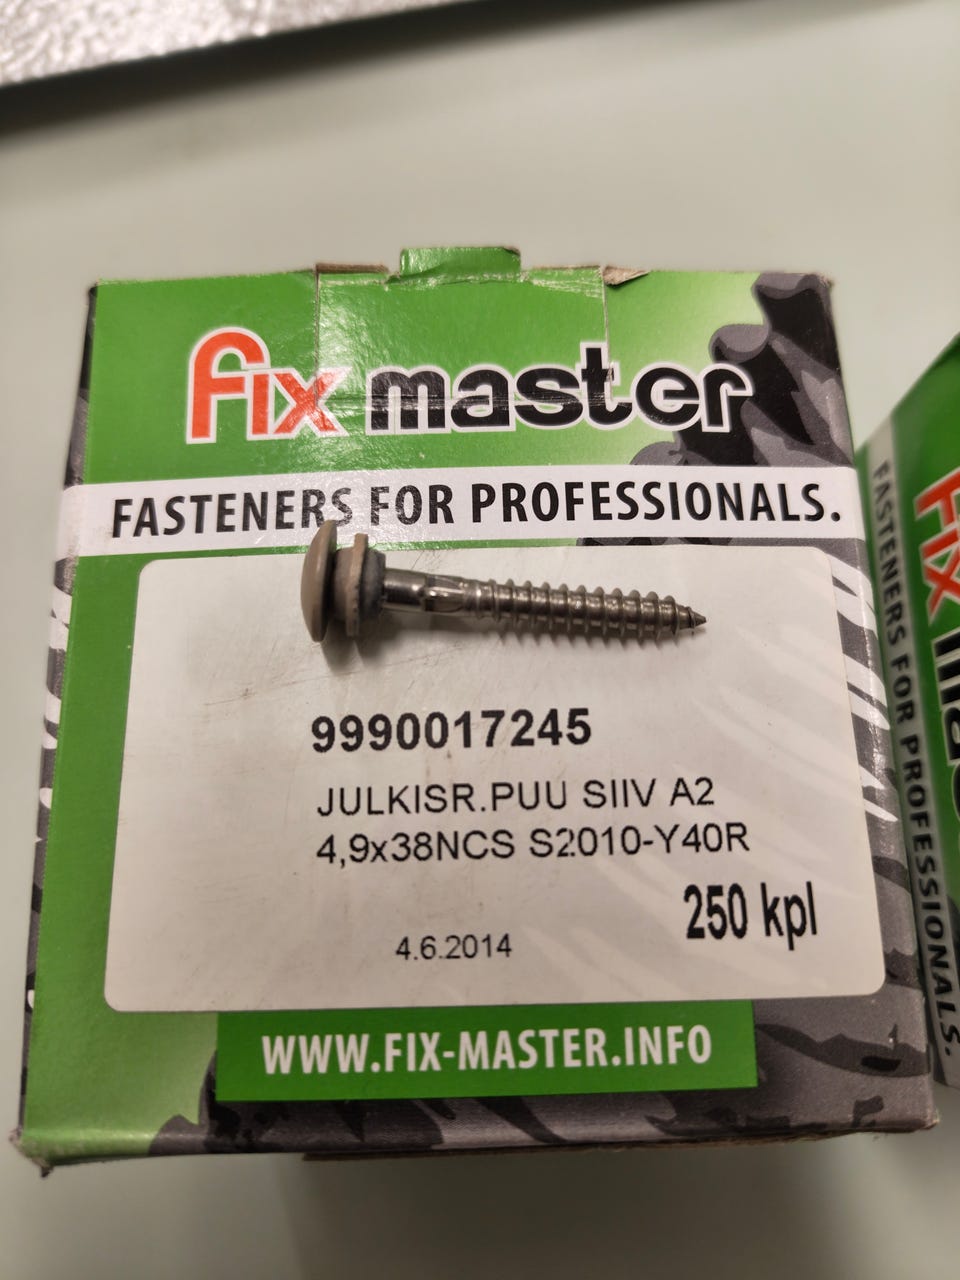 fix master
FASTENERS FOR PROFESSIONALS.
9990017245
JULKISR.PUU SIIV A2
4,9x38NCS S2010-Y40R
250 kpl
4.6.2014
WWW.FIX-MASTER.INFO
FASTENERS FOR PROFESSIONALS.
fix